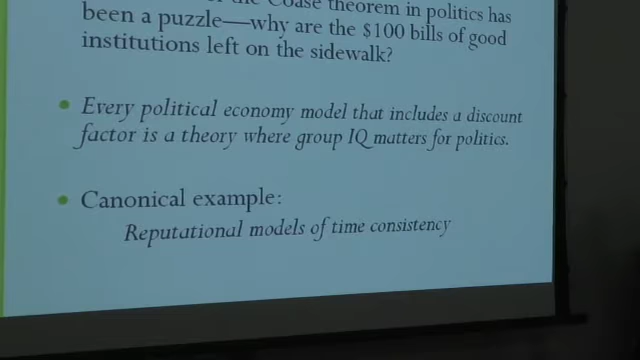 the Coase theorem in politics has
been a puzzle—why are the $100 bills of good
institutions left on the sidewalk?
Every political economy model that includes a discount
factor is a theory where group IQ matters for politics.
Canonical example:
Reputational models of time consistency